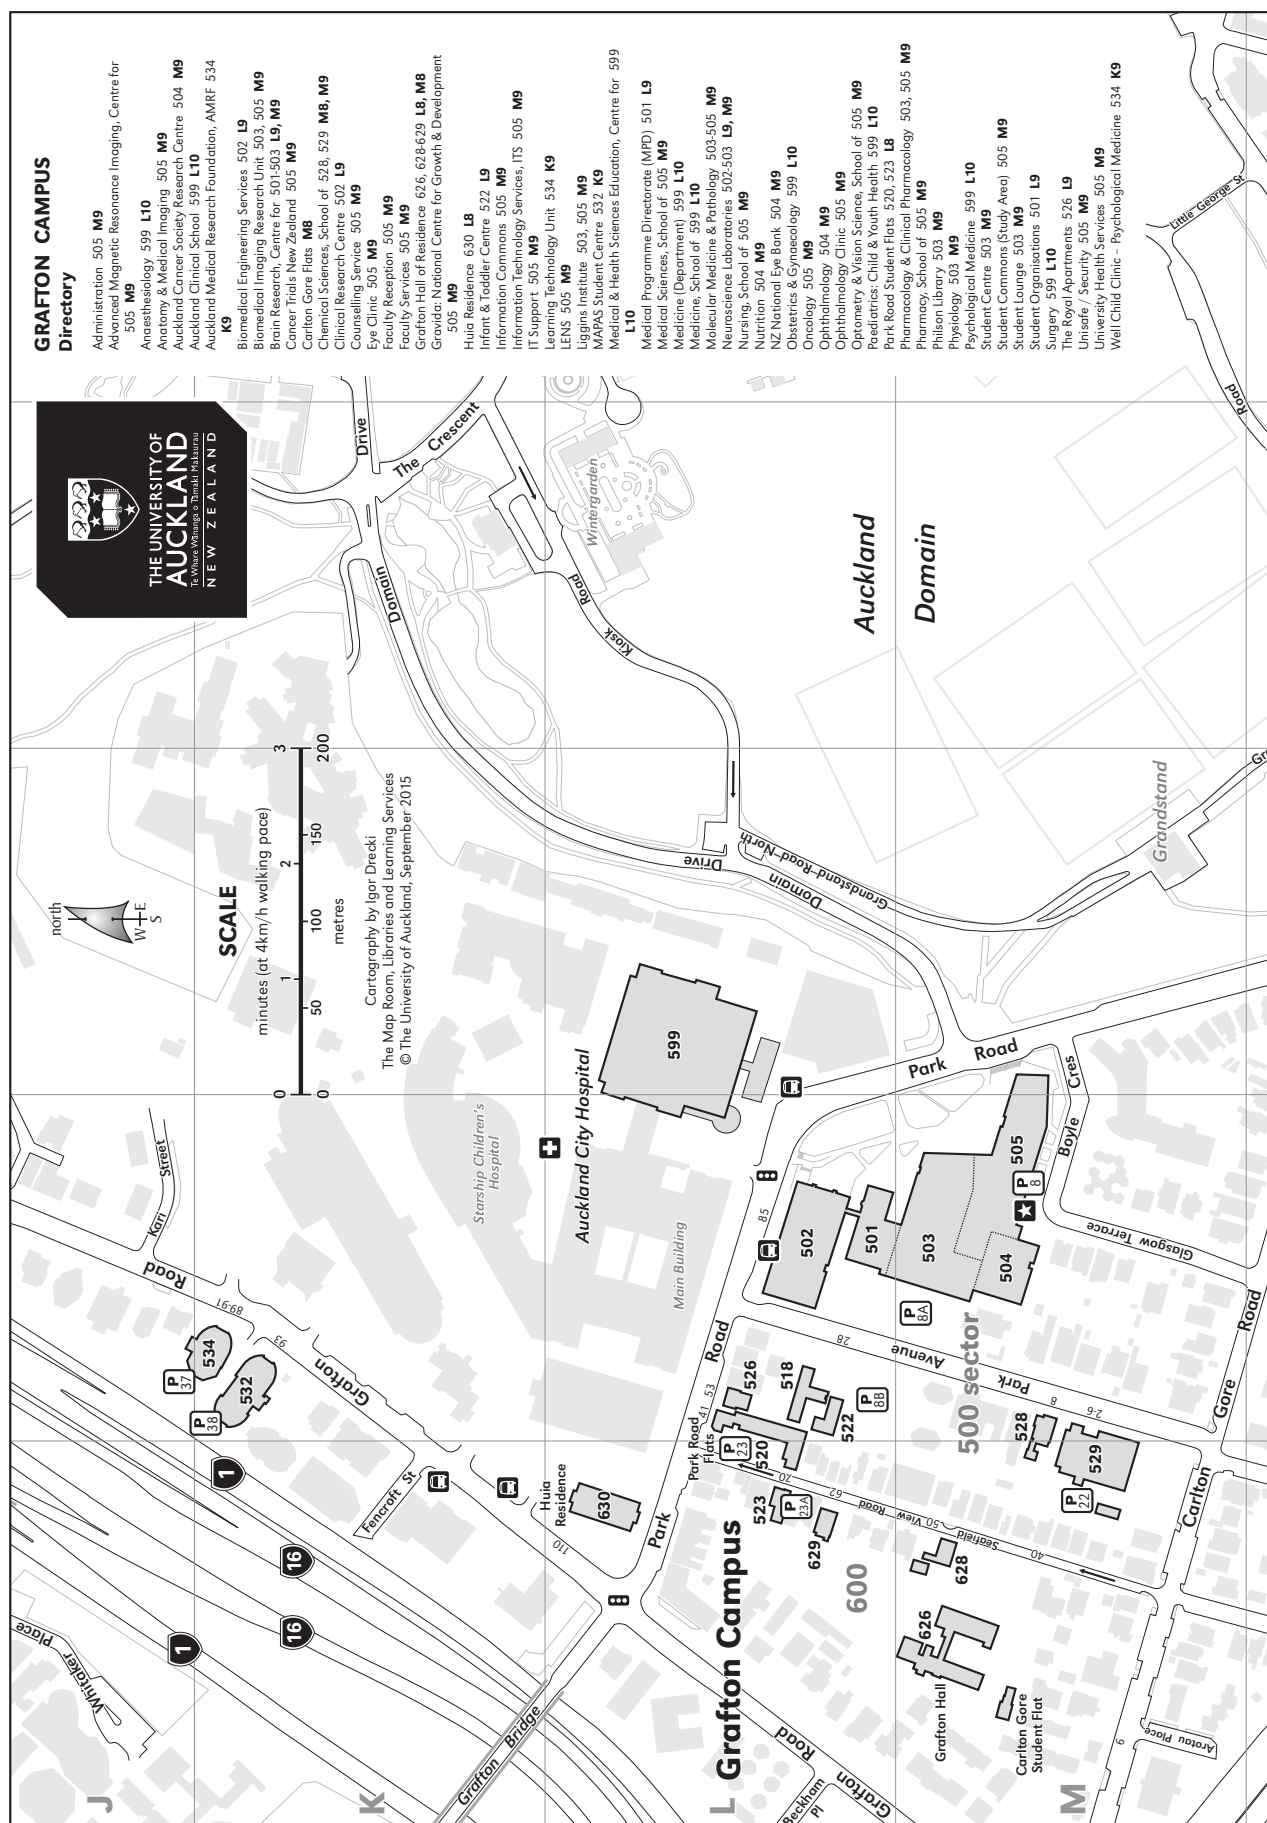 GRAFTON CAMPUS
Directory
Administration 505 M9
Advanced Magnetic Resonance Imaging, Centre for
505 M9
Anaesthesiology 599 L10
Anatomy & Medical Imaging 505 M9
Auckland Cancer Society Research Centre 504 M9
Auckland Clinical School 599 L10
Auckland Medical Research Foundation, AMRF 534
K9
Biomedical Engineering Services 502 L9
Biomedical Imaging Research Unit 503, 505 M9
Brain Research, Centre for 501-503 L9, M9
Cancer Trials New Zealand 505 M9
Carlton Gore Flats M8
Chemical Sciences, School of 528, 529 M8, M9
Clinical Research Centre 502 L9
Counselling Service 505 M9
Eye Clinic 505 M9
Faculty Reception 505 M9
Faculty Services 505 M9
Grafton Hall of Residence 626, 628-629 L8, M8
Gravida: National Centre for Growth & Development
505 M9
Huia Residence 630 L8
Infant & Toddler Centre 522 L9
Information Commons 505 M9
Information Technology Services, ITS 505 M9
IT Support 505 M9
Learning Technology Unit 534 K9
LENS 505 M9
Liggins Institute 503, 505 M9
MAPAS Student Centre 532 K9
Medical & Health Sciences Education, Centre for 599
L10
Medical Programme Directorate (MPD) 501 L9
Medical Sciences, School of 505 M9
Medicine (Department) 599 L10
Medicine, School of 599 L10
Molecular Medicine & Pathology 503-505 M9
Neuroscience Laboratories 502-503 L9, M9
Nursing, School of 505 M9
Nutrition 504 M9
NZ National Eye Bank 504 M9
Obstetrics & Gynaecology 599 L10
Oncology 505 M9
Ophthalmology 504 M9
Ophthalmology Clinic 505 M9
Optometry & Vision Science, School of 505 M9
Paediatrics: Child & Youth Health 599 L10
Park Road Student Flats 520, 523 L8
Pharmacology & Clinical Pharmacology 503, 505 M9
Pharmacy, School of 505 M9
Philson Library 503 M9
Physiology 503 M9
Psychological Medicine 599 L10
Student Centre 503 M9
Student Commons (Study Area) 505 M9
Student Lounge 503 M9
Student Organisations 501 L9
Surgery 599 L10
The Royal Apartments 526 L9
Unisafe / Security 505 M9
University Health Services 505 M9
Well Child Clinic – Psychological Medicine 534 K9
THE UNIVERSITY OF
AUCKLAND
Te Whare Wānanga o Tāmaki Makaurau
NEW ZEALAND
north
W E
S
SCALE
minutes (at 4km/h walking pace)
0 1 2 3
0 50 100 150 200
metres
Cartography by Igor Drecki
The Map Room, Libraries and Learning Services
© The University of Auckland, September 2015
Drive
The Crescent
Domain
Road
Kiosk
Wintergarden
Auckland
Domain
Little George St
Road
Drive
Domain
Grandstand Road North
Grandstand
Gr
Kari
Street
Starship Children's
Hospital
Auckland City Hospital
Main Building
599
Park
Road
Boyle
Cres
Glasgow Terrace
85
502
501
503
504
505
P
8
P
8A
Road
Grafton
89-91
93
534
532
P
37
P
38
Fencroft St
1
16
1
16
Whitaker
Place
Huia
Residence
630
110
Park
Road
Park Road
Flats
41
53
526
518
520
522
P
23
P
8B
523
P
23A
629
70
62
50
40
Seafield
View
Road
28
Avenue
Park
8
2-6
500 sector
528
529
P
22
Carlton
Gore
Road
628
626
600
Grafton Hall
Carlton Gore
Student Flat
9
Arotau Place
Grafton Bridge
Road
Grafton
Beckham
Pl
Grafton Campus
J
K
L
M